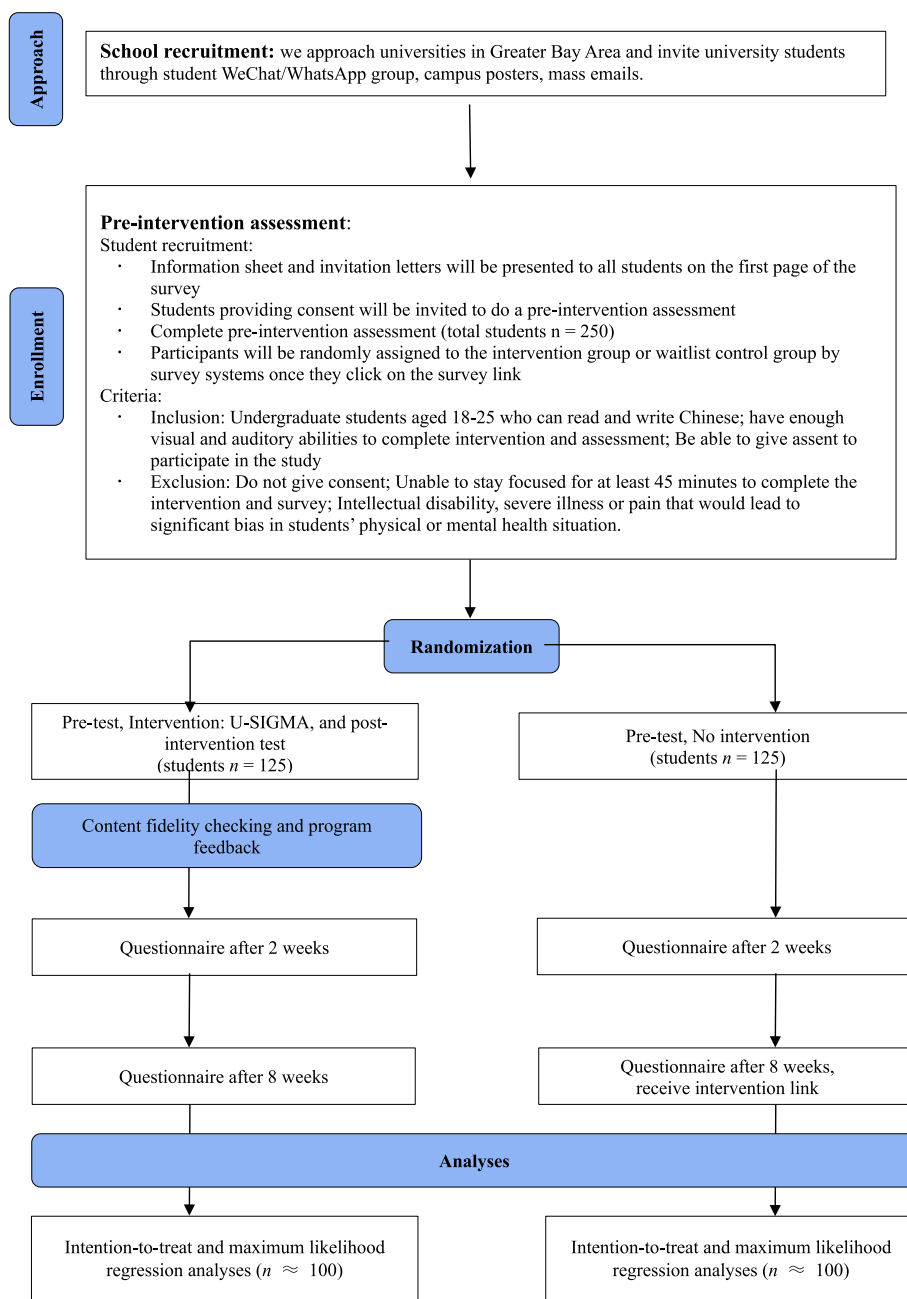 Approach
School recruitment: we approach universities in Greater Bay Area and invite university students
through student WeChat/WhatsApp group, campus posters, mass emails.
Enrollment
Pre-intervention assessment:
Student recruitment:
· Information sheet and invitation letters will be presented to all students on the first page of the
survey
· Students providing consent will be invited to do a pre-intervention assessment
· Complete pre-intervention assessment (total students n = 250)
· Participants will be randomly assigned to the intervention group or waitlist control group by
survey systems once they click on the survey link
Criteria:
· Inclusion: Undergraduate students aged 18-25 who can read and write Chinese; have enough
visual and auditory abilities to complete intervention and assessment; Be able to give assent to
participate in the study
· Exclusion: Do not give consent; Unable to stay focused for at least 45 minutes to complete the
intervention and survey; Intellectual disability, severe illness or pain that would lead to
significant bias in students’ physical or mental health situation.
Randomization
Pre-test, Intervention: U-SIGMA, and post-
intervention test
(students n = 125)
Pre-test, No intervention
(students n = 125)
Content fidelity checking and program
feedback
Questionnaire after 2 weeks
Questionnaire after 2 weeks
Questionnaire after 8 weeks
Questionnaire after 8 weeks,
receive intervention link
Analyses
Intention-to-treat and maximum likelihood
regression analyses (n ≈ 100)
Intention-to-treat and maximum likelihood
regression analyses (n ≈ 100)